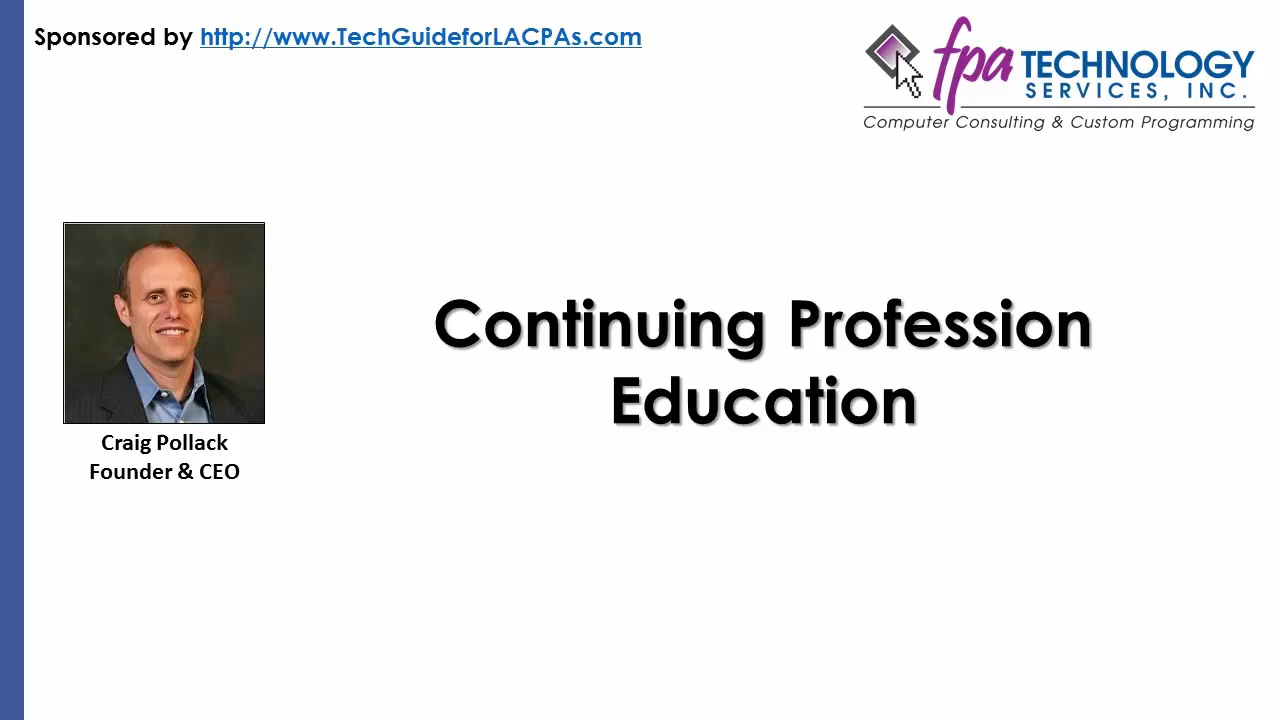 Sponsored by http://www.TechGuideforLACPAs.com
fpa TECHNOLOGY
SERVICES, INC.
Computer Consulting & Custom Programming
Continuing Profession
Education
Craig Pollack
Founder & CEO